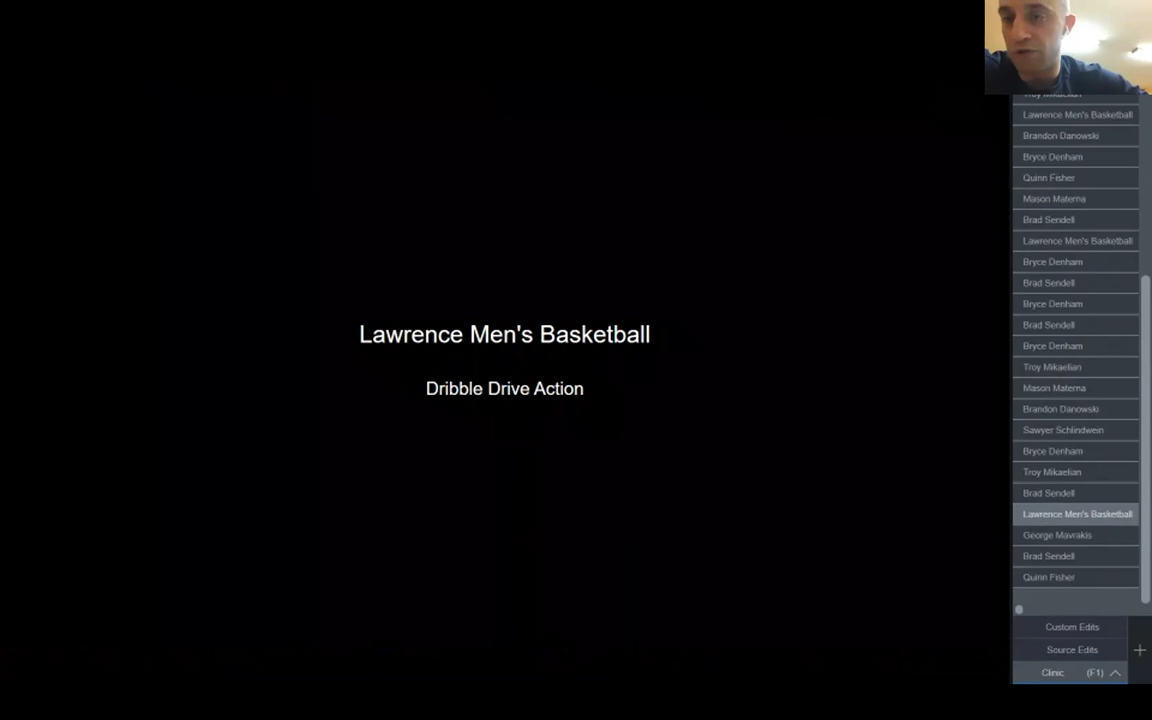 Lawrence Men's Basketball
Dribble Drive Action
Troy Mikaelian
Lawrence Men's Basketball
Brandon Danowski
Bryce Denham
Quinn Fisher
Mason Materna
Brad Sendell
Lawrence Men's Basketball
Bryce Denham
Brad Sendell
Bryce Denham
Brad Sendell
Bryce Denham
Troy Mikaelian
Mason Materna
Brandon Danowski
Sawyer Schlindwein
Bryce Denham
Troy Mikaelian
Brad Sendell
Lawrence Men's Basketball
George Mavrakis
Brad Sendell
Quinn Fisher
Custom Edits
Source Edits
Clinic (F1)